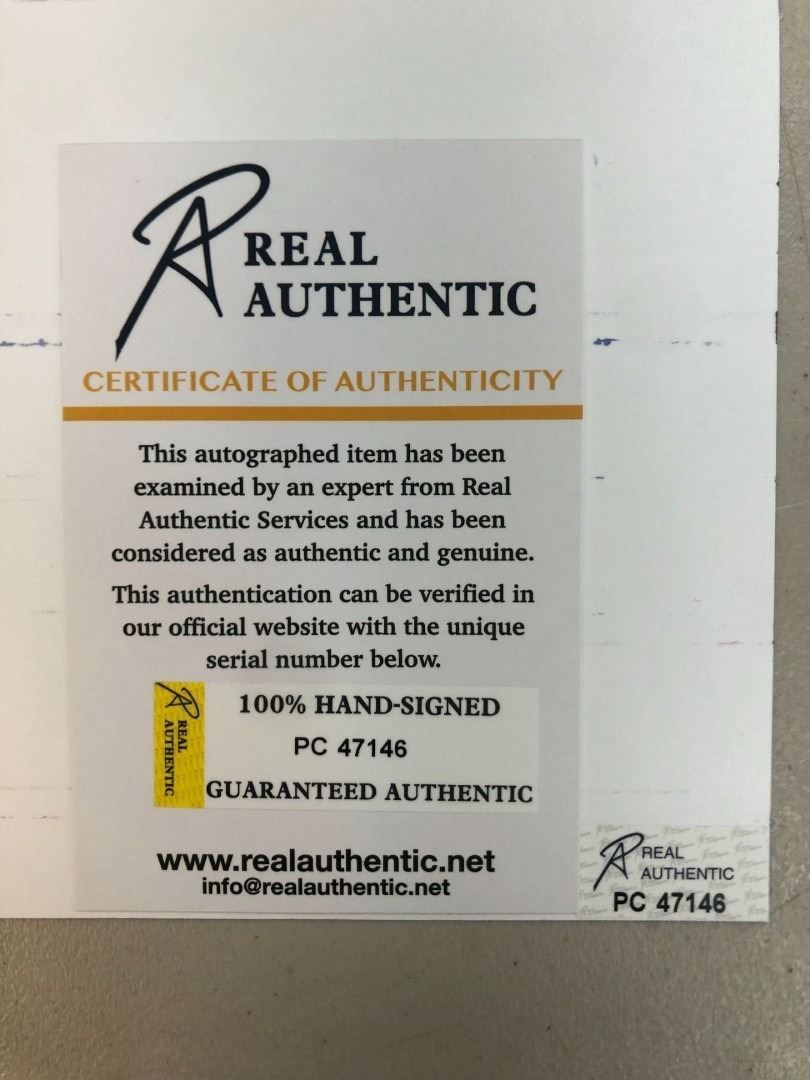 REAL
AUTHENTIC
CERTIFICATE OF AUTHENTICITY
This autographed item has been
examined by an expert from Real
Authentic Services and has been
considered as authentic and genuine.
This authentication can be verified in
our official website with the unique
serial number below.
REAL
AUTHENTIC
100% HAND-SIGNED
PC 47146
GUARANTEED AUTHENTIC
www.realauthentic.net
info@realauthentic.net
REAL
AUTHENTIC
PC 47146